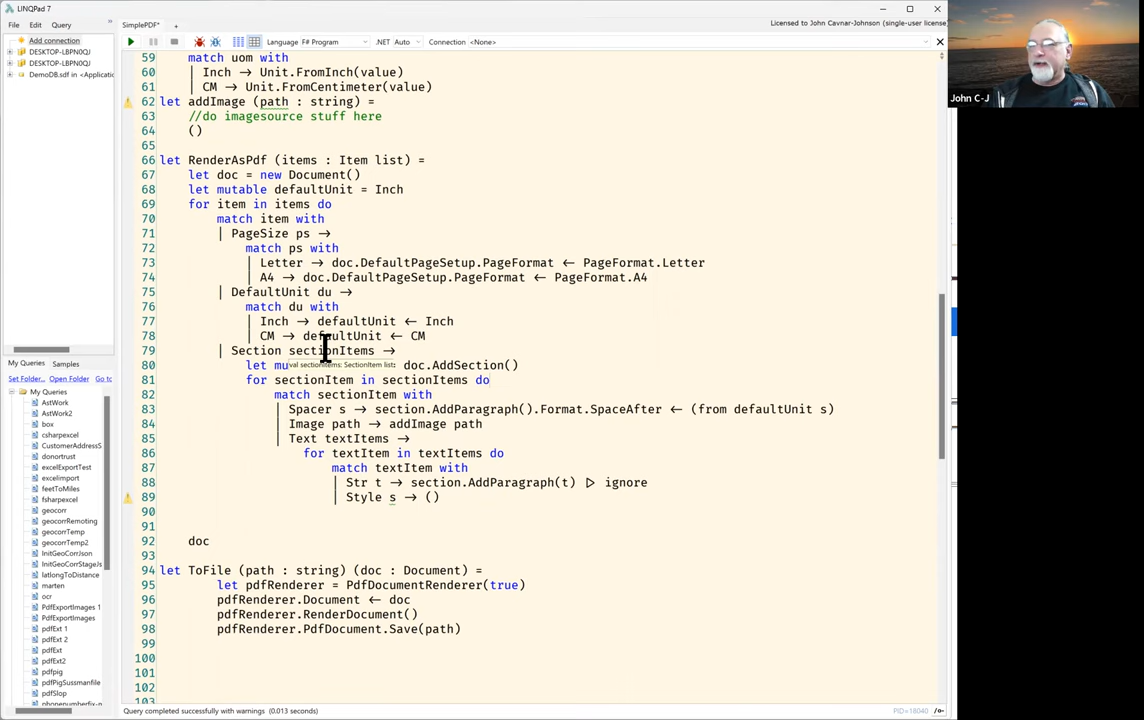 LINQPad 7
File Edit Query
Add connection
DESKTOP-LBPN0QJ
DESKTOP-LBPN0QJ
DemoDB.sdf in <Applicatio
SimplePDF* +
Licensed to John Cavnar-Johnson (single-user license)
Language F# Program .NET Auto Connection <None>
59 match uom with
60 | Inch → Unit.FromInch(value)
61 | CM → Unit.FromCentimeter(value)
62 let addImage (path : string) =
63 //do imagesource stuff here
64 ()
65
66 let RenderAsPdf (items : Item list) =
67 let doc = new Document()
68 let mutable defaultUnit = Inch
69 for item in items do
70 match item with
71 | PageSize ps →
72 match ps with
73 | Letter → doc.DefaultPageSetup.PageFormat ← PageFormat.Letter
74 | A4 → doc.DefaultPageSetup.PageFormat ← PageFormat.A4
75 | DefaultUnit du →
76 match du with
77 | Inch → defaultUnit ← Inch
78 | CM → defaultUnit ← CM
79 | Section sectionItems →
80 let mu doc.AddSection()
val sectionItems: SectionItem list
81 for sectionItem in sectionItems do
82 match sectionItem with
83 | Spacer s → section.AddParagraph().Format.SpaceAfter ← (from defaultUnit s)
84 | Image path → addImage path
85 | Text textItems →
86 for textItem in textItems do
87 match textItem with
88 | Str t → section.AddParagraph(t) ▷ ignore
89 | Style s → ()
90
91
92 doc
93
94 let ToFile (path : string) (doc : Document) =
95 let pdfRenderer = PdfDocumentRenderer(true)
96 pdfRenderer.Document ← doc
97 pdfRenderer.RenderDocument()
98 pdfRenderer.PdfDocument.Save(path)
99
100
101
102
103
My Queries Samples
Set Folder... Open Folder Go to
My Queries
AstWork
AstWork2
box
csharpexcel
CustomerAddressS
donortrust
excelExportTest
excelimport
feetToMiles
fsharpexcel
geocorr
geocorrRemoting
geocorrTemp
geocorrTemp2
InitGeoCorrJson
InitGeoCorrStageJs
latlongToDistance
marten
ocr
PdfExportImages 1
PdfExportImages
pdfExt 1
pdfExt 2
pdfExt
pdfExt2
pdfpig
pdfPigSussmanfile
pdfSlop
phonenumberfix-p
Query completed successfully with warnings (0.013 seconds)
PID=18040 /o-
John C-J